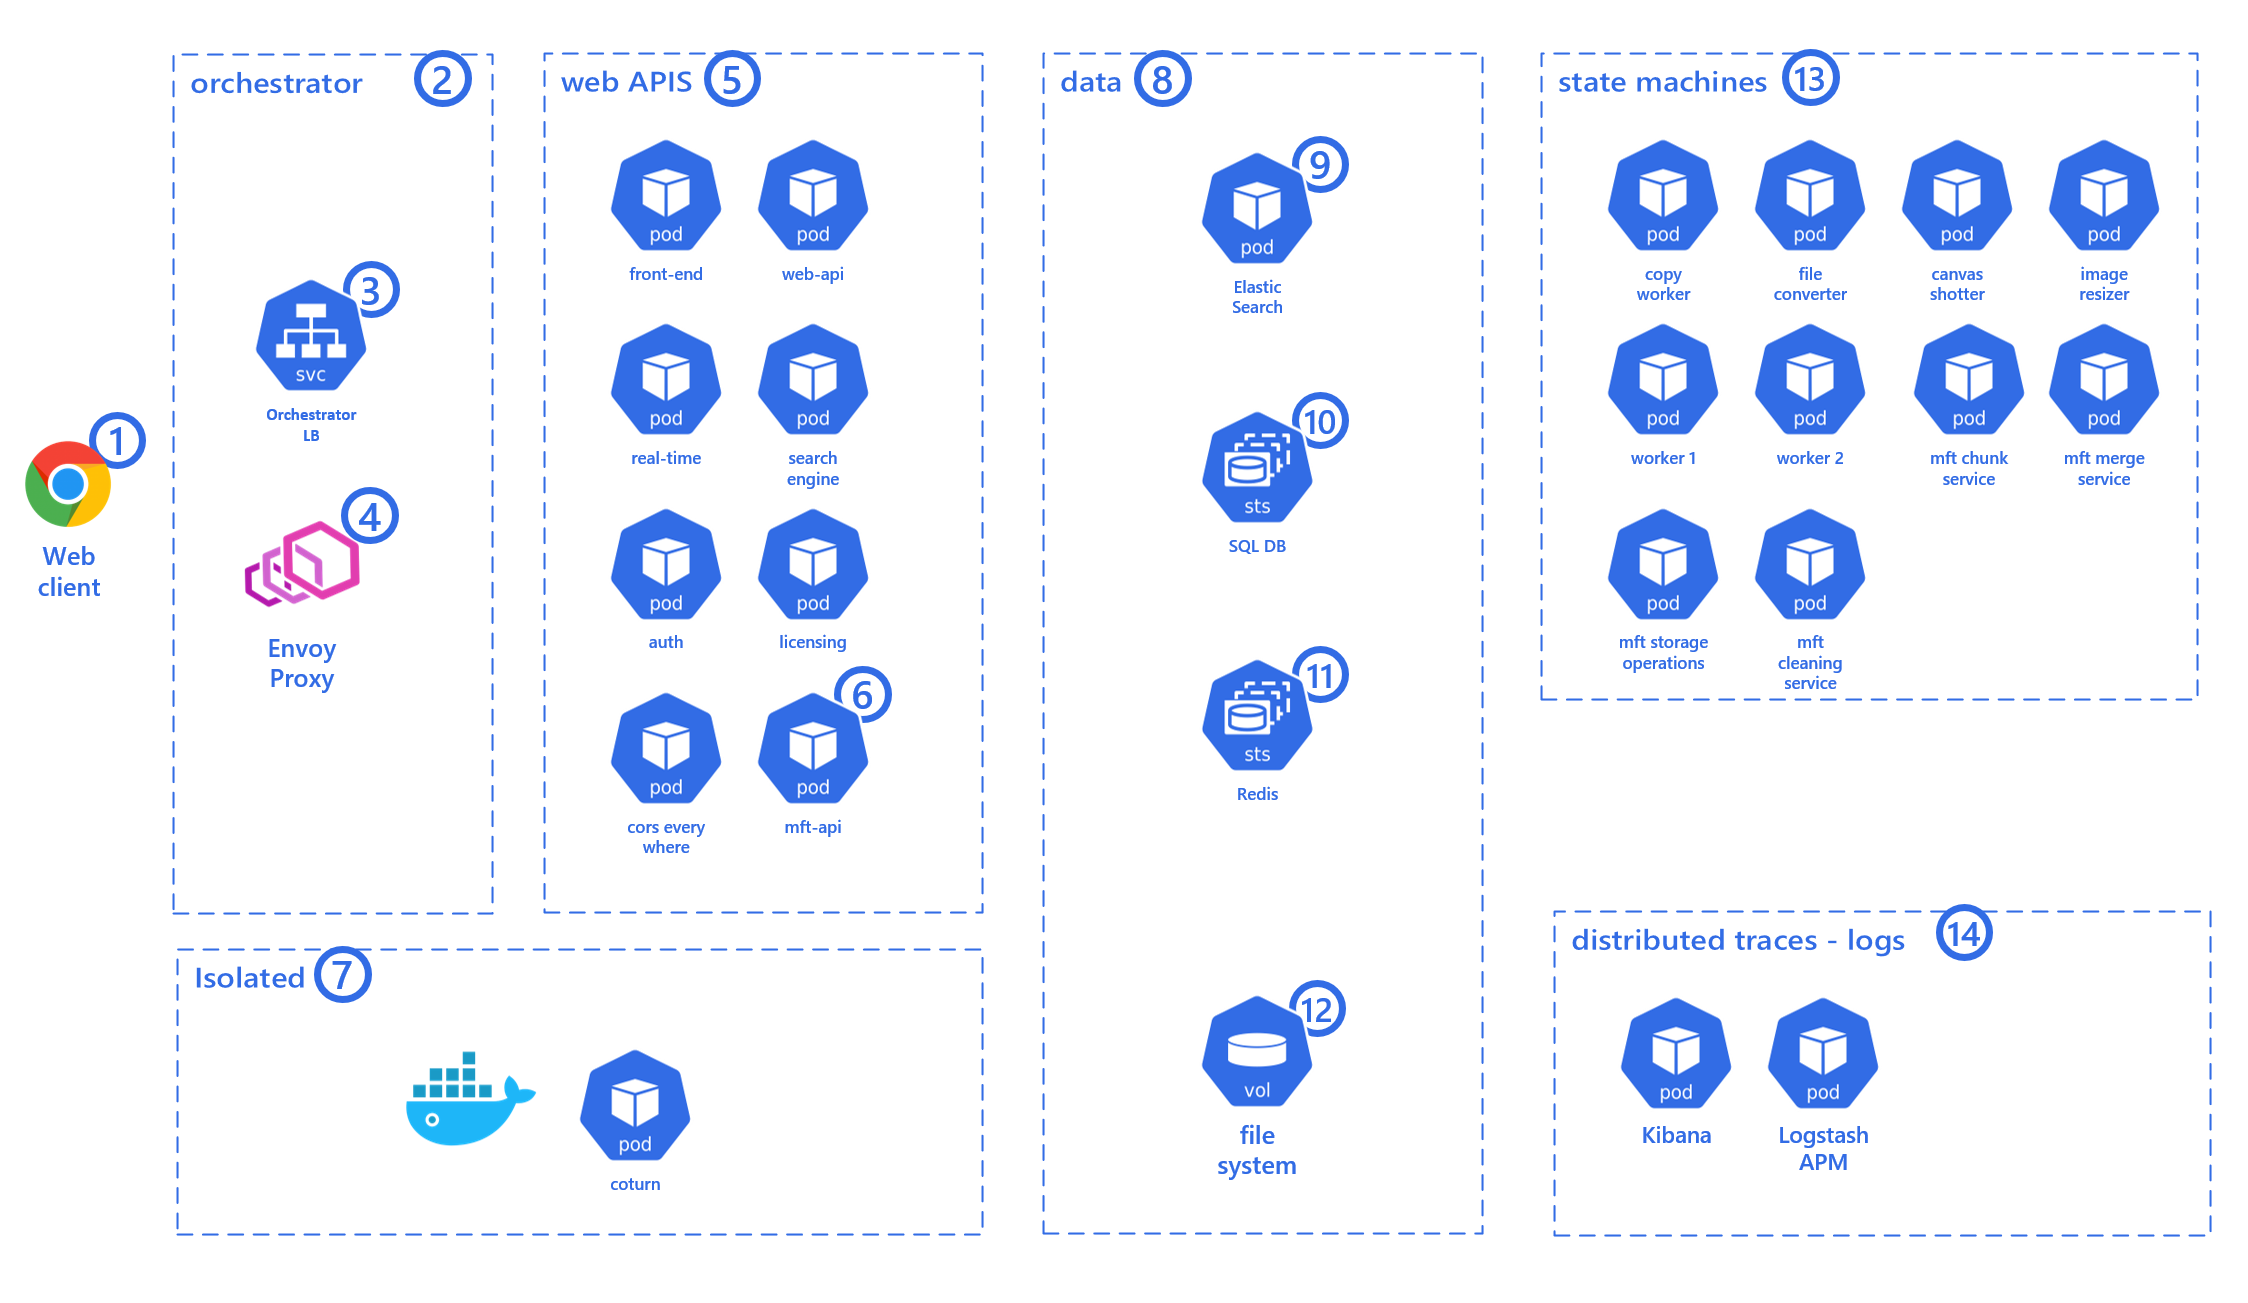 1
Web
client
orchestrator
2
3
svc
Orchestrator
LB
4
Envoy
Proxy
web APIS
5
pod
front-end
pod
web-api
pod
real-time
pod
search
engine
pod
auth
pod
licensing
pod
cors every
where
6
pod
mft-api
Isolated
7
pod
coturn
data
8
9
pod
Elastic
Search
10
sts
SQL DB
11
sts
Redis
12
vol
file
system
state machines
13
pod
copy
worker
pod
file
converter
pod
canvas
shotter
pod
image
resizer
pod
worker 1
pod
worker 2
pod
mft chunk
service
pod
mft merge
service
pod
mft storage
operations
pod
mft
cleaning
service
distributed traces - logs
14
pod
Kibana
pod
Logstash
APM